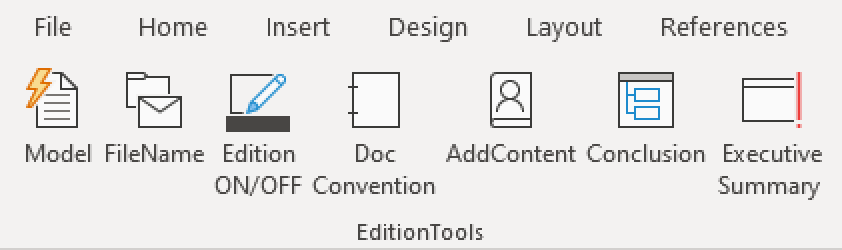 File Home Insert Design Layout References
Model FileName Edition Doc AddContent Conclusion Executive
ON/OFF Convention Summary
EditionTools